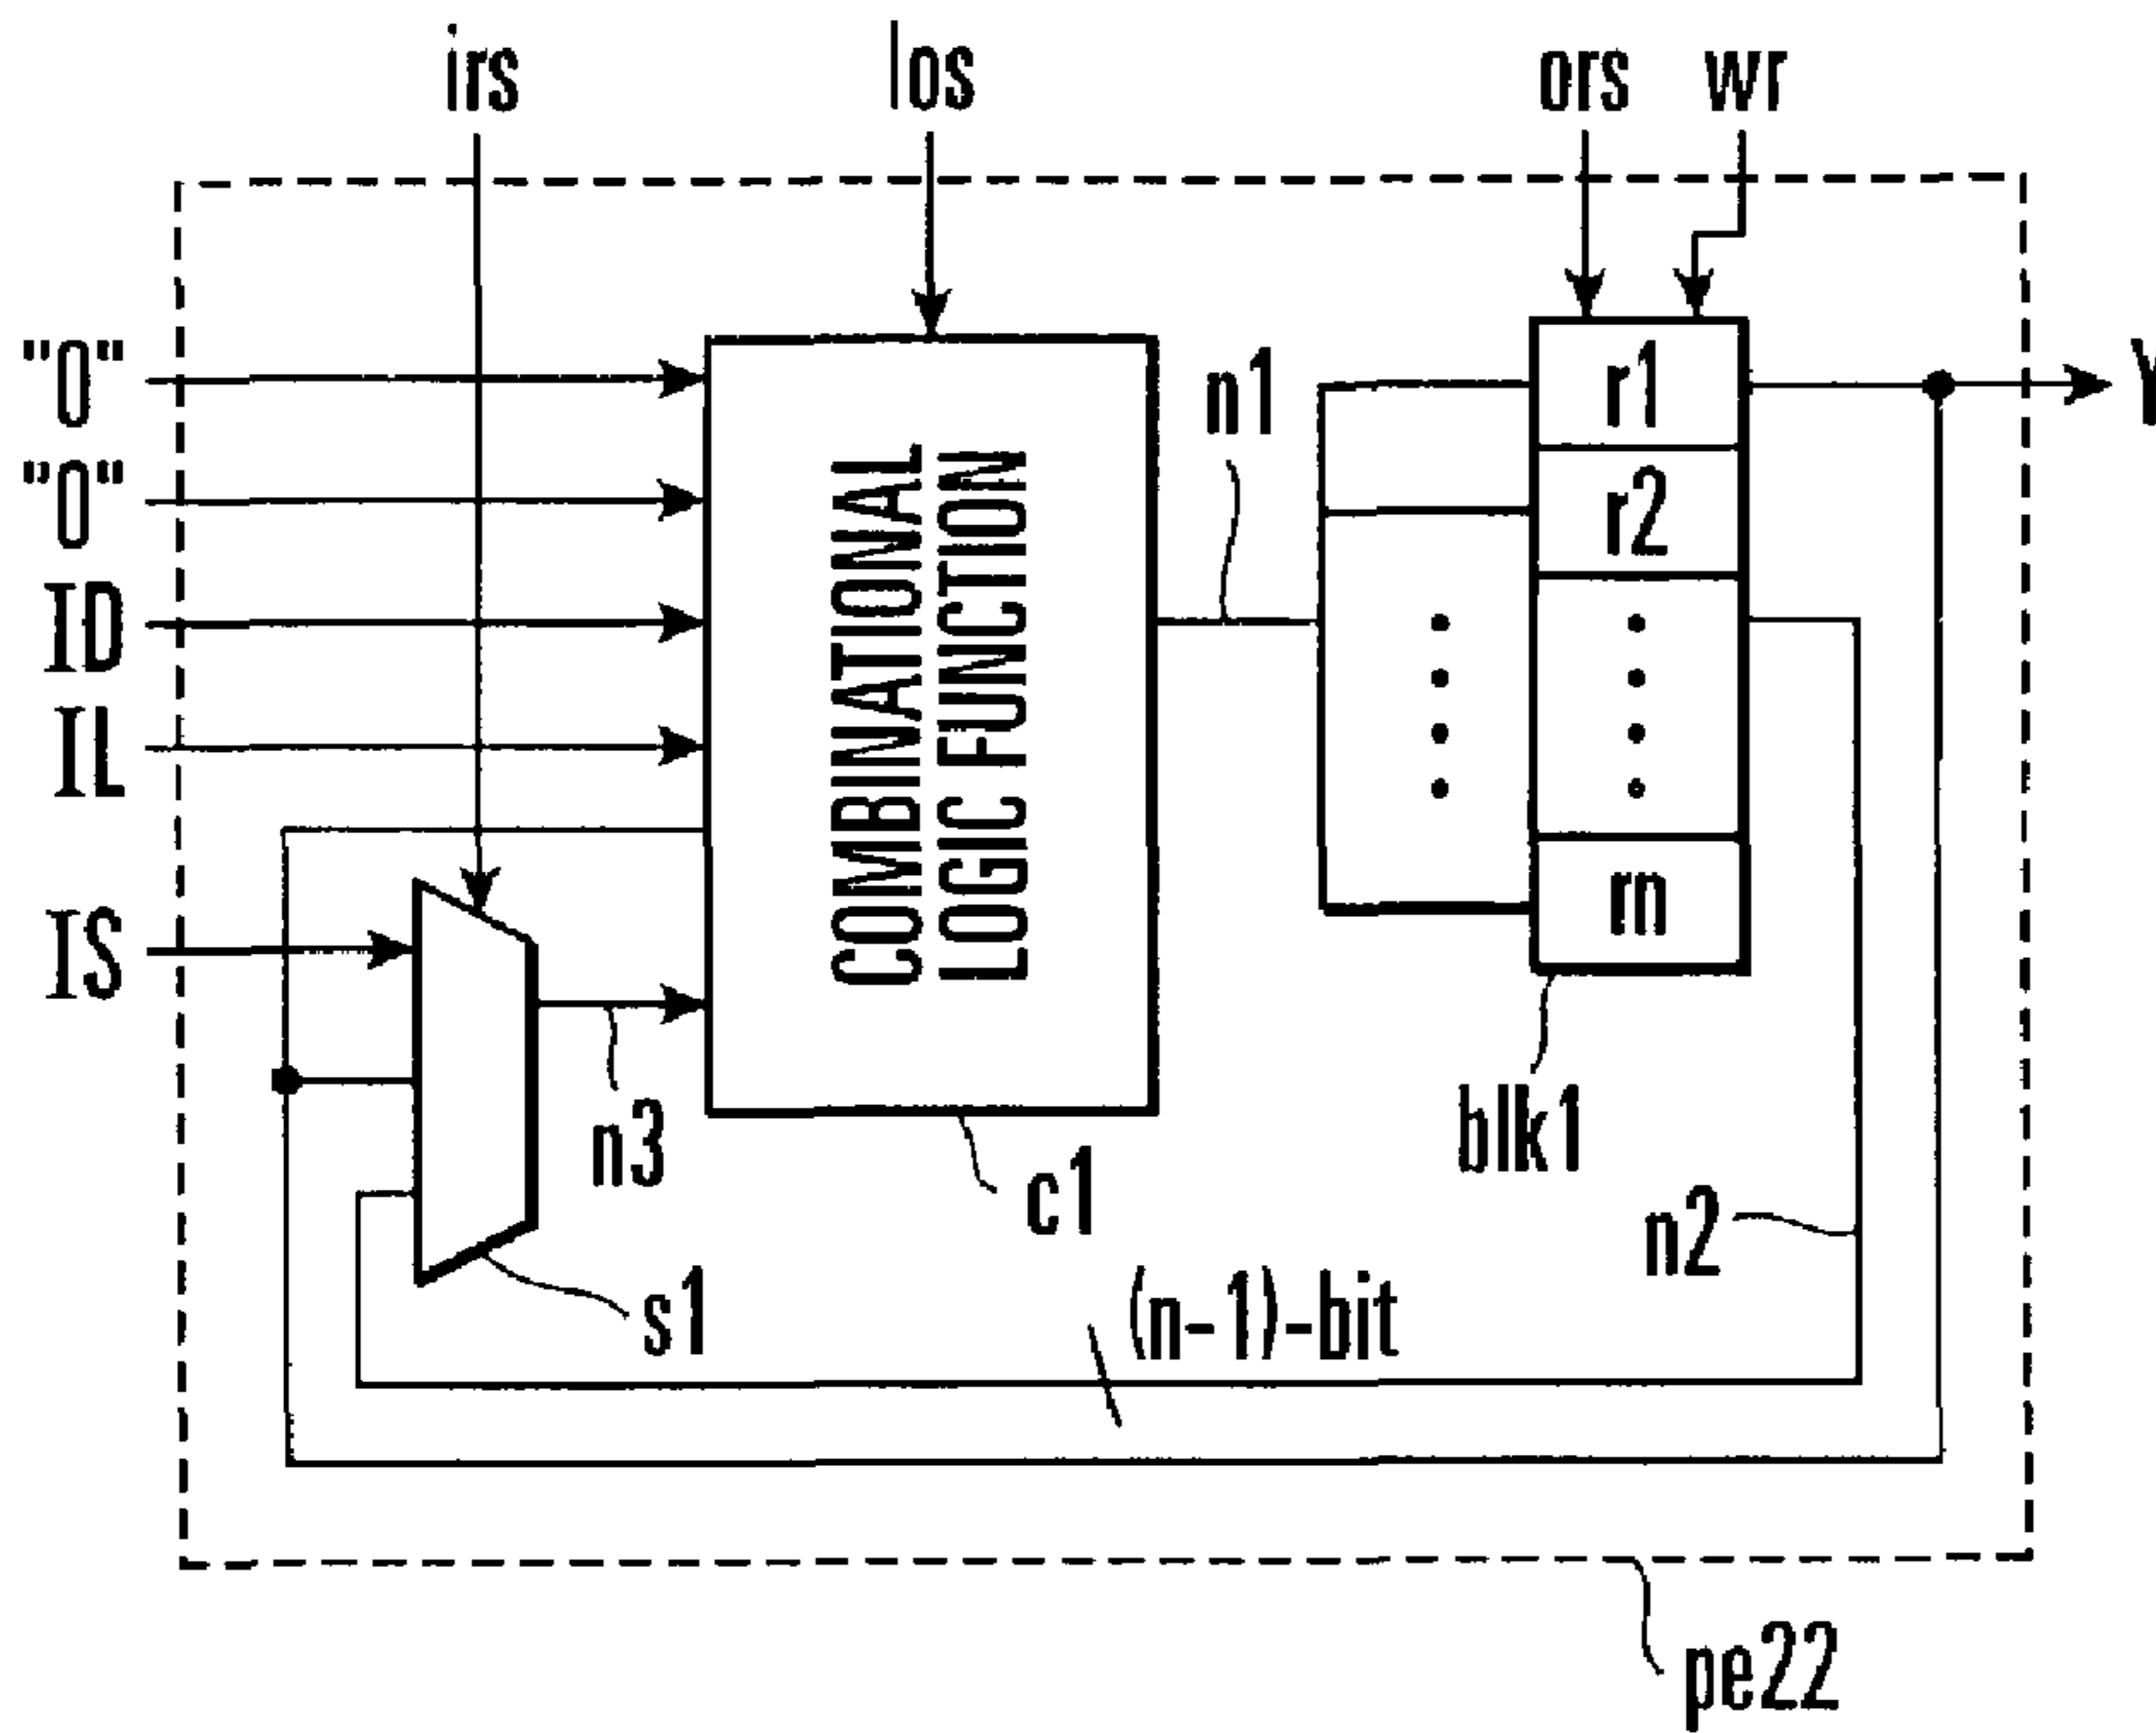 irs
los
ors
wr
"0"
"0"
ID
IL
IS
COMBINATIONAL
LOGIC FUNCTION
n1
r1
r2
rn
Y
n3
c1
blk1
n2
s1
(n-1)-bit
pe22